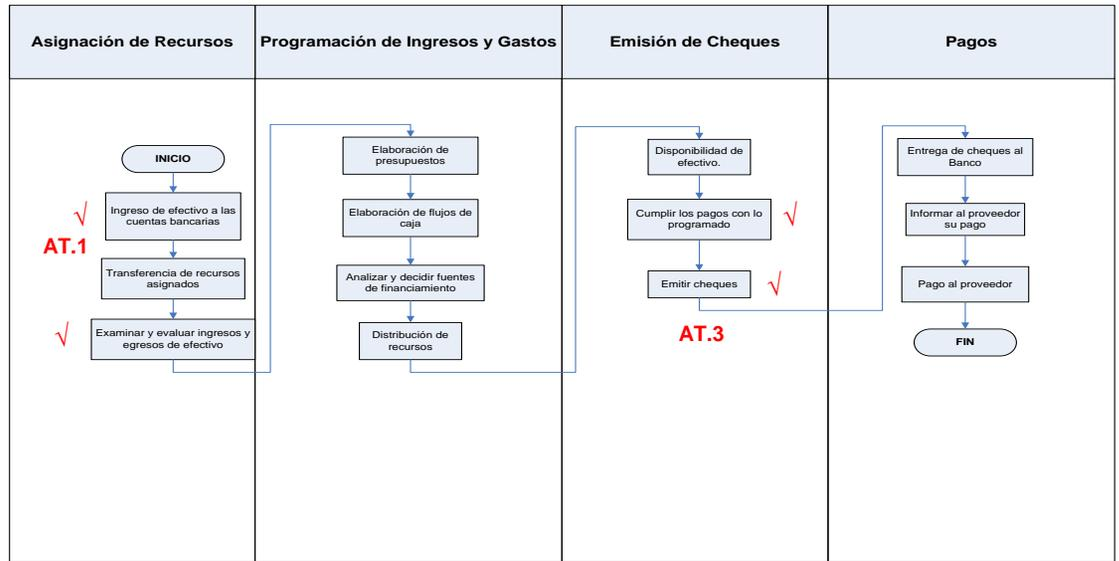 Asignación de Recursos
Programación de Ingresos y Gastos
Emisión de Cheques
Pagos
INICIO
√
Ingreso de efectivo a las
cuentas bancarias
AT.1
Transferencia de recursos
asignados
√
Examinar y evaluar ingresos y
egresos de efectivo
Elaboración de
presupuestos
Elaboración de flujos de
caja
Analizar y decidir fuentes
de financiamiento
Distribución de
recursos
Disponibilidad de
efectivo.
Cumplir los pagos con lo
programado
√
Emitir cheques
√
AT.3
Entrega de cheques al
Banco
Informar al proveedor
su pago
Pago al proveedor
FIN